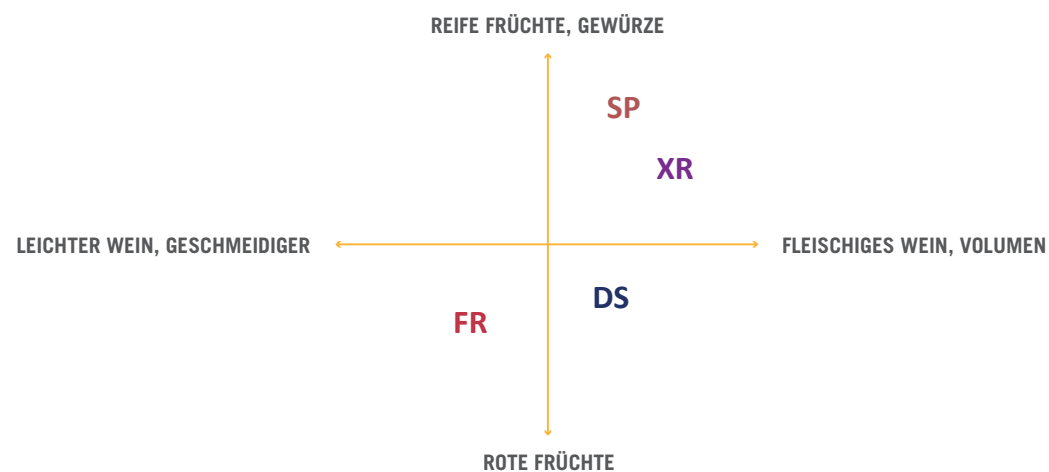 REIFE FRÜCHTE, GEWÜRZE
SP
XR
LEICHTER WEIN, GESCHMEIDIGER
FLEISCHIGES WEIN, VOLUMEN
DS
FR
ROTE FRÜCHTE